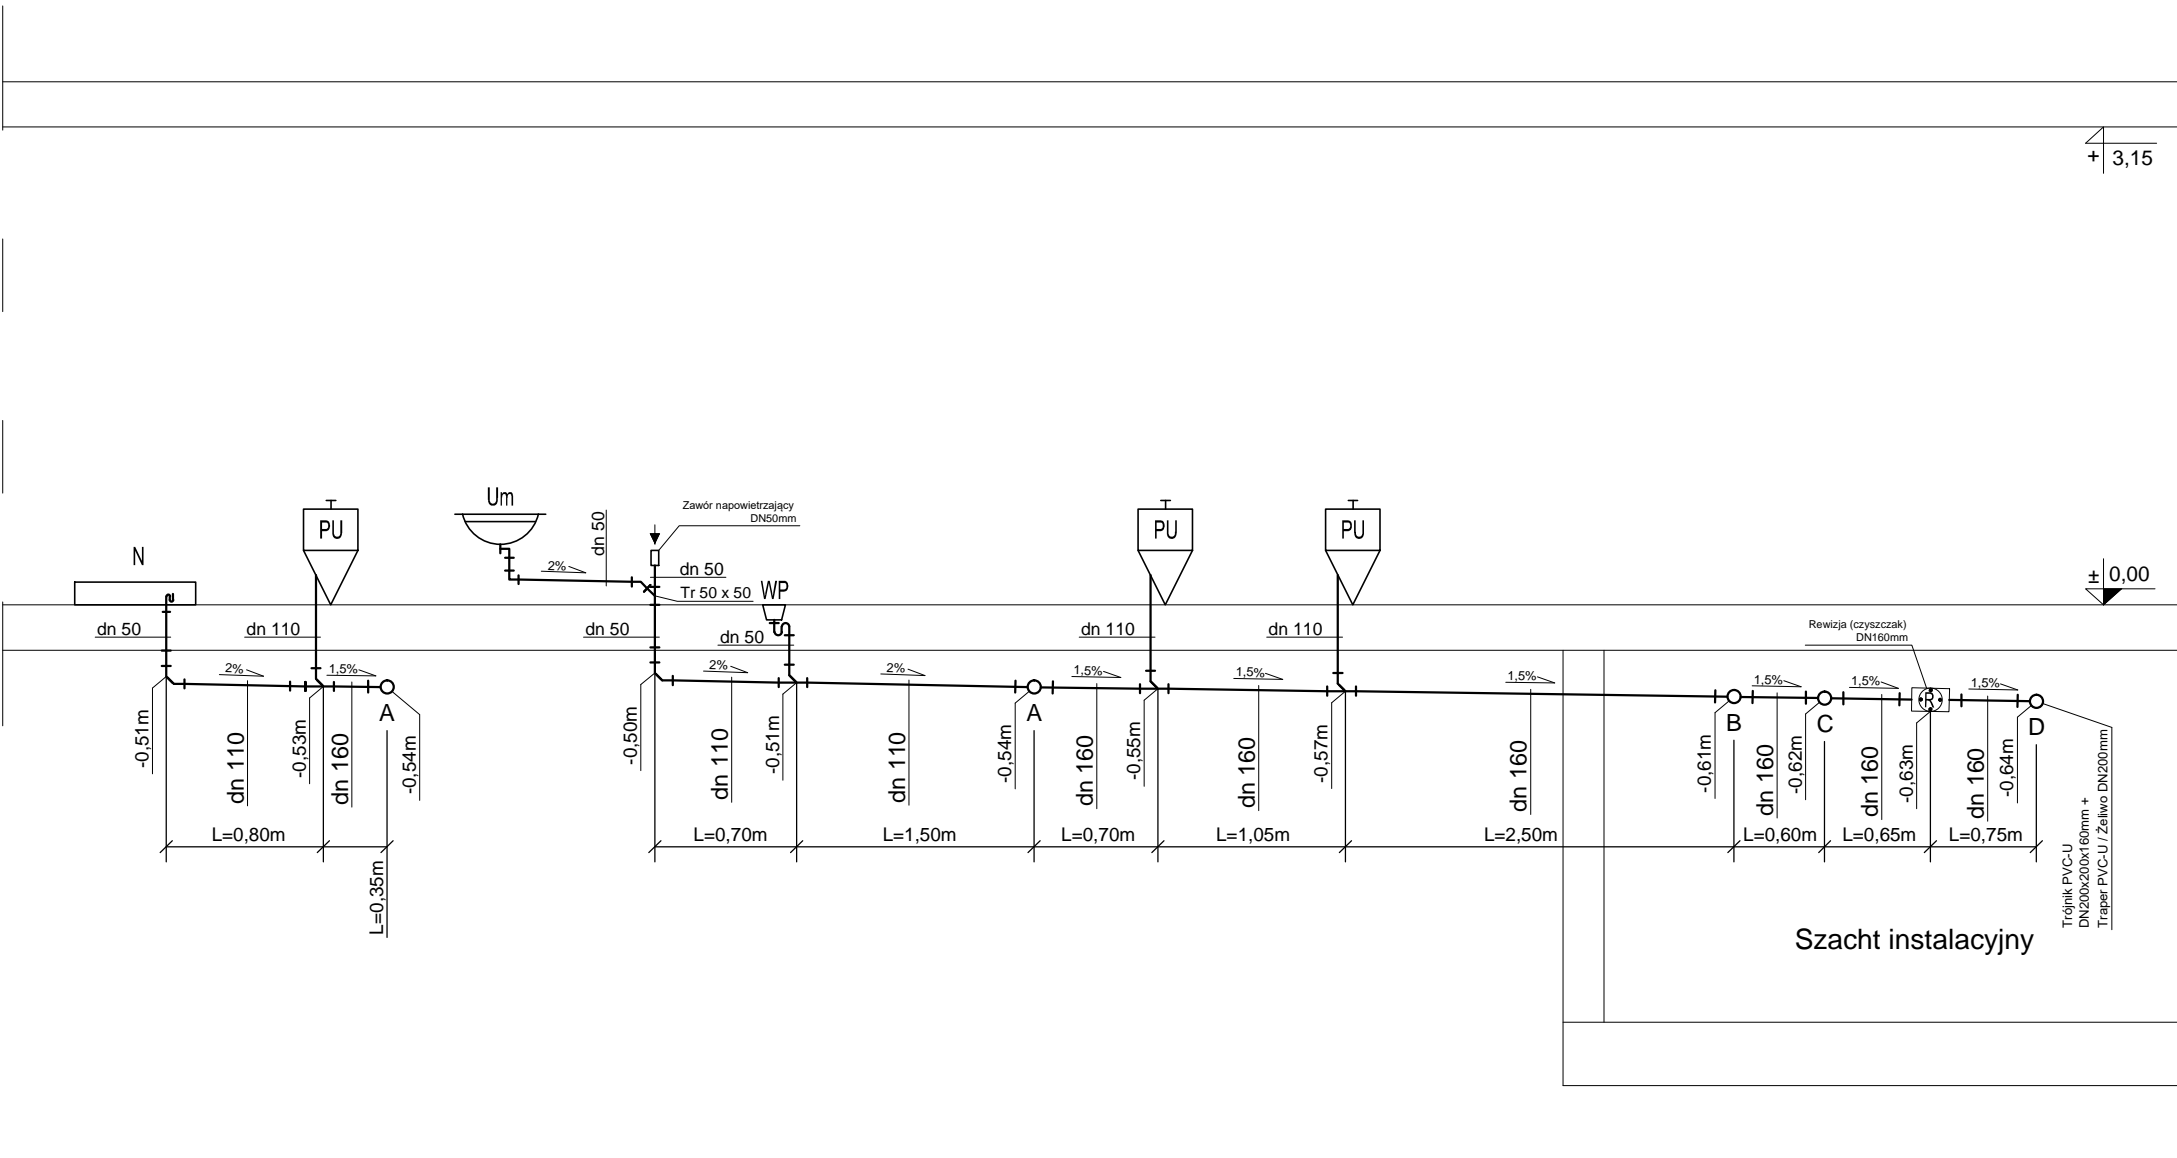 + 3,15
Um
Zawór napowietrzający
DN50mm
N
PU
dn 50
2%
dn 50
Tr 50 x 50
WP
PU
PU
± 0,00
dn 50
dn 110
dn 50
dn 50
dn 110
dn 110
Rewizja (czyszczak)
DN160mm
2%
1,5%
2%
2%
1,5%
1,5%
1,5%
1,5%
1,5%
1,5%
R
A
A
B
C
D
-0,51m
dn 110
-0,53m
dn 160
-0,54m
-0,50m
dn 110
-0,51m
dn 110
-0,54m
dn 160
-0,55m
dn 160
-0,57m
dn 160
-0,61m
dn 160
-0,62m
dn 160
-0,63m
dn 160
-0,64m
L=0,80m
L=0,35m
L=0,70m
L=1,50m
L=0,70m
L=1,05m
L=2,50m
L=0,60m
L=0,65m
L=0,75m
Trójnik PVC-U
DN200x200x160mm +
Traper PVC-U / Żeliwo DN200mm
Szacht instalacyjny